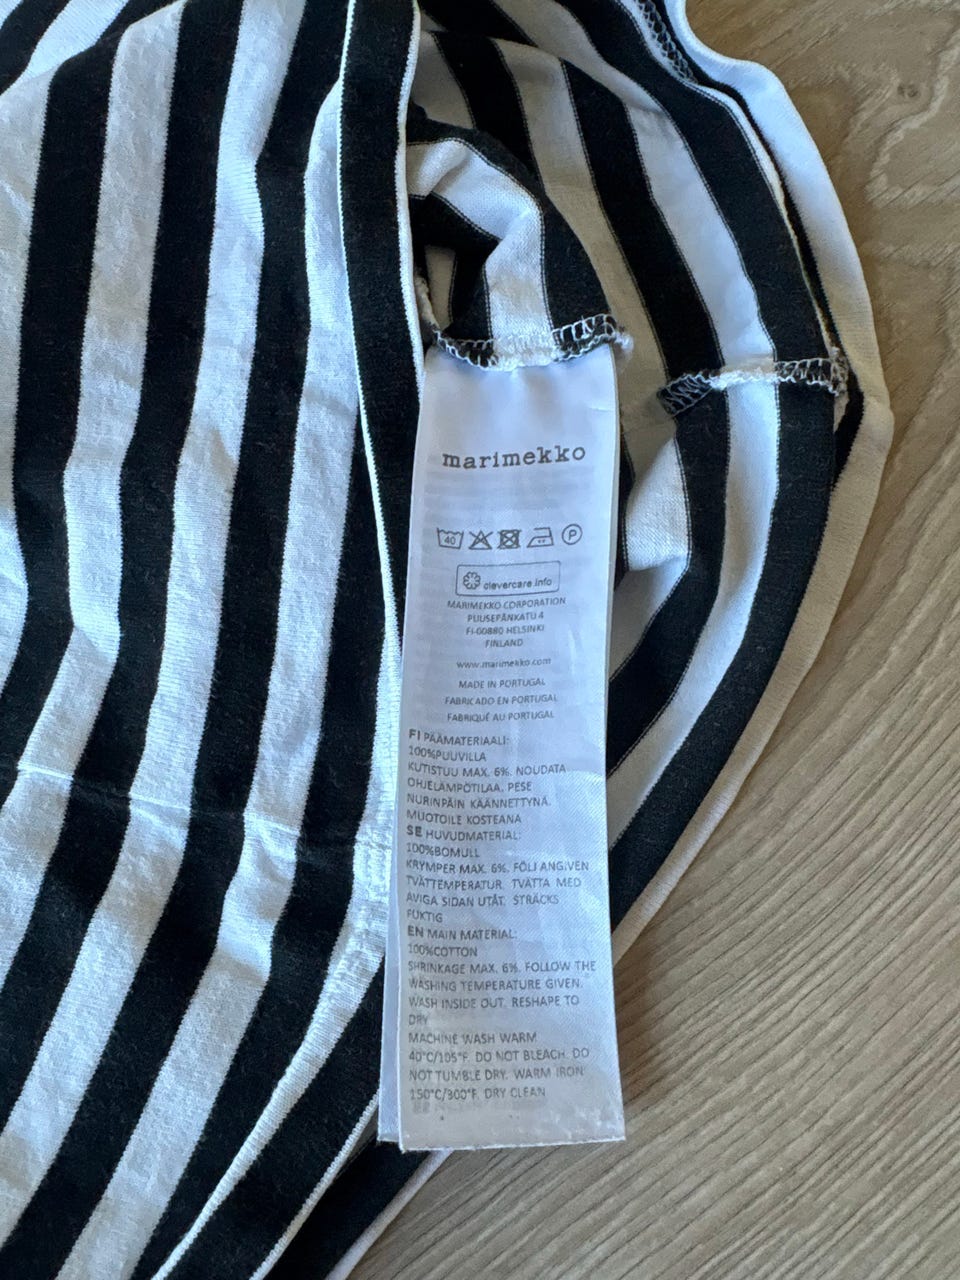 marimekko
40
P
clevercare.info
MARIMEKKO CORPORATION
PUUSEPÄNKATU 4
FI-00880 HELSINKI
FINLAND
www.marimekko.com
MADE IN PORTUGAL
FABRICADO EN PORTUGAL
FABRIQUÉ AU PORTUGAL
FI PÄÄMATERIAALI:
100%PUUVILLA
KUTISTUU MAX. 6%. NOUDATA
OHJELÄMPÖTILAA. PESE
NURINPÄIN KÄÄNNETTYNÄ.
MUOTOILE KOSTEANA
SE HUVUDMATERIAL:
100%BOMULL
KRYMPER MAX. 6%. FÖLJ ANGIVEN
TVÄTTEMPERATUR. TVÄTTA MED
AVIGA SIDAN UTÅT. STRÄCKS
FUKTIG
EN MAIN MATERIAL:
100%COTTON
SHRINKAGE MAX. 6%. FOLLOW THE
WASHING TEMPERATURE GIVEN.
WASH INSIDE OUT. RESHAPE TO
DRY
MACHINE WASH WARM
40°C/105°F. DO NOT BLEACH. DO
NOT TUMBLE DRY. WARM IRON
150°C/300°F. DRY CLEAN